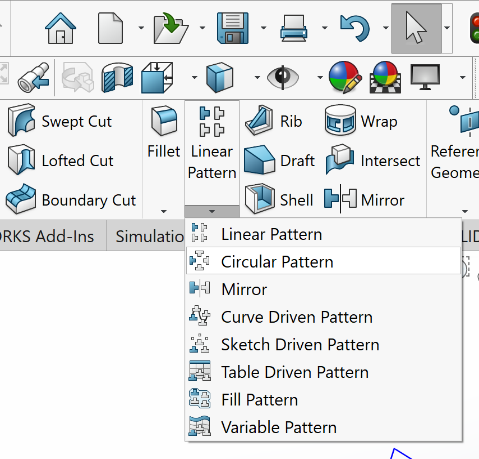 Swept Cut
Lofted Cut
Boundary Cut
Fillet
Linear
Pattern
Rib
Draft
Shell
Wrap
Intersect
Mirror
Referen
Geome
RKS Add-Ins
Simulatio
LID
Linear Pattern
Circular Pattern
Mirror
Curve Driven Pattern
Sketch Driven Pattern
Table Driven Pattern
Fill Pattern
Variable Pattern